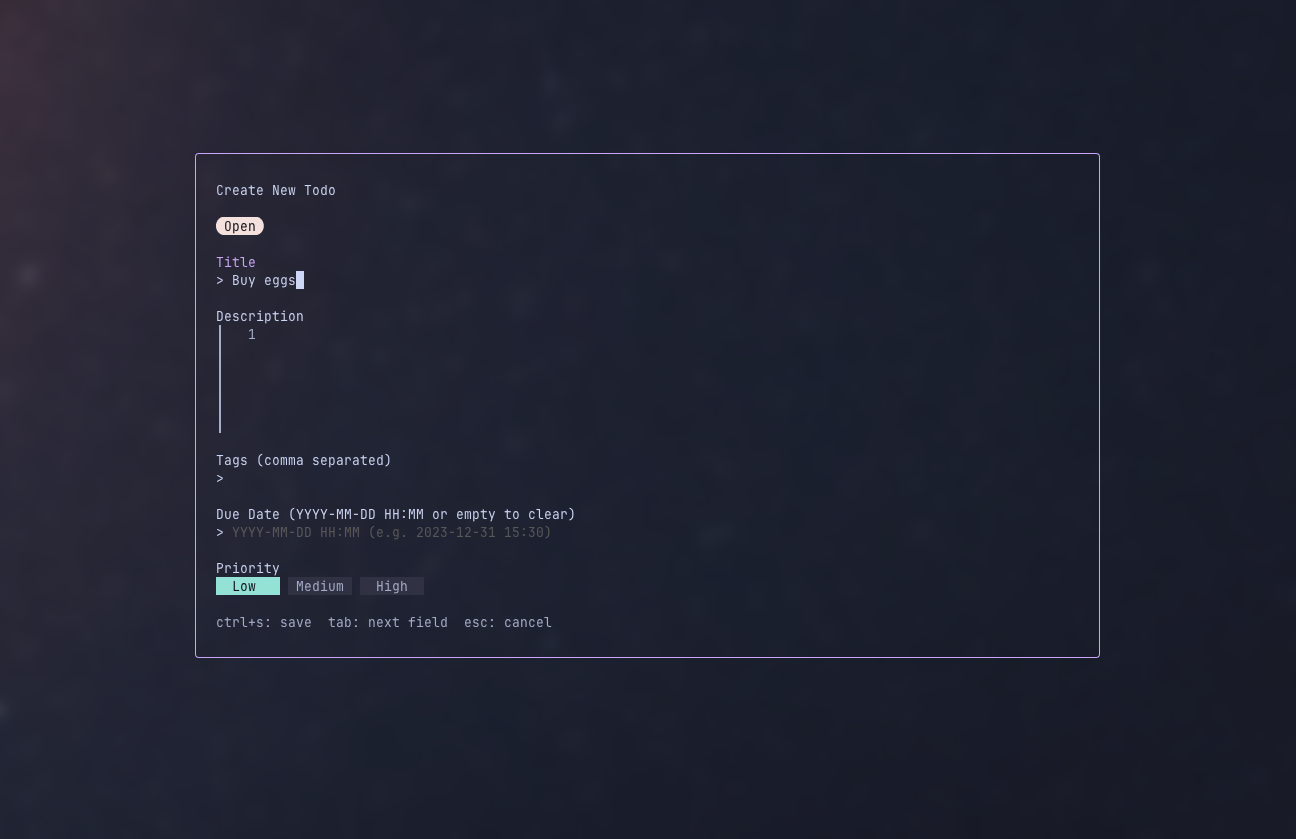 Create New Todo
Open
Title
> Buy eggs
Description
1
Tags (comma separated)
>
Due Date (YYYY-MM-DD HH:MM or empty to clear)
> YYYY-MM-DD HH:MM (e.g. 2023-12-31 15:30)
Priority
Low Medium High
ctrl+s: save tab: next field esc: cancel